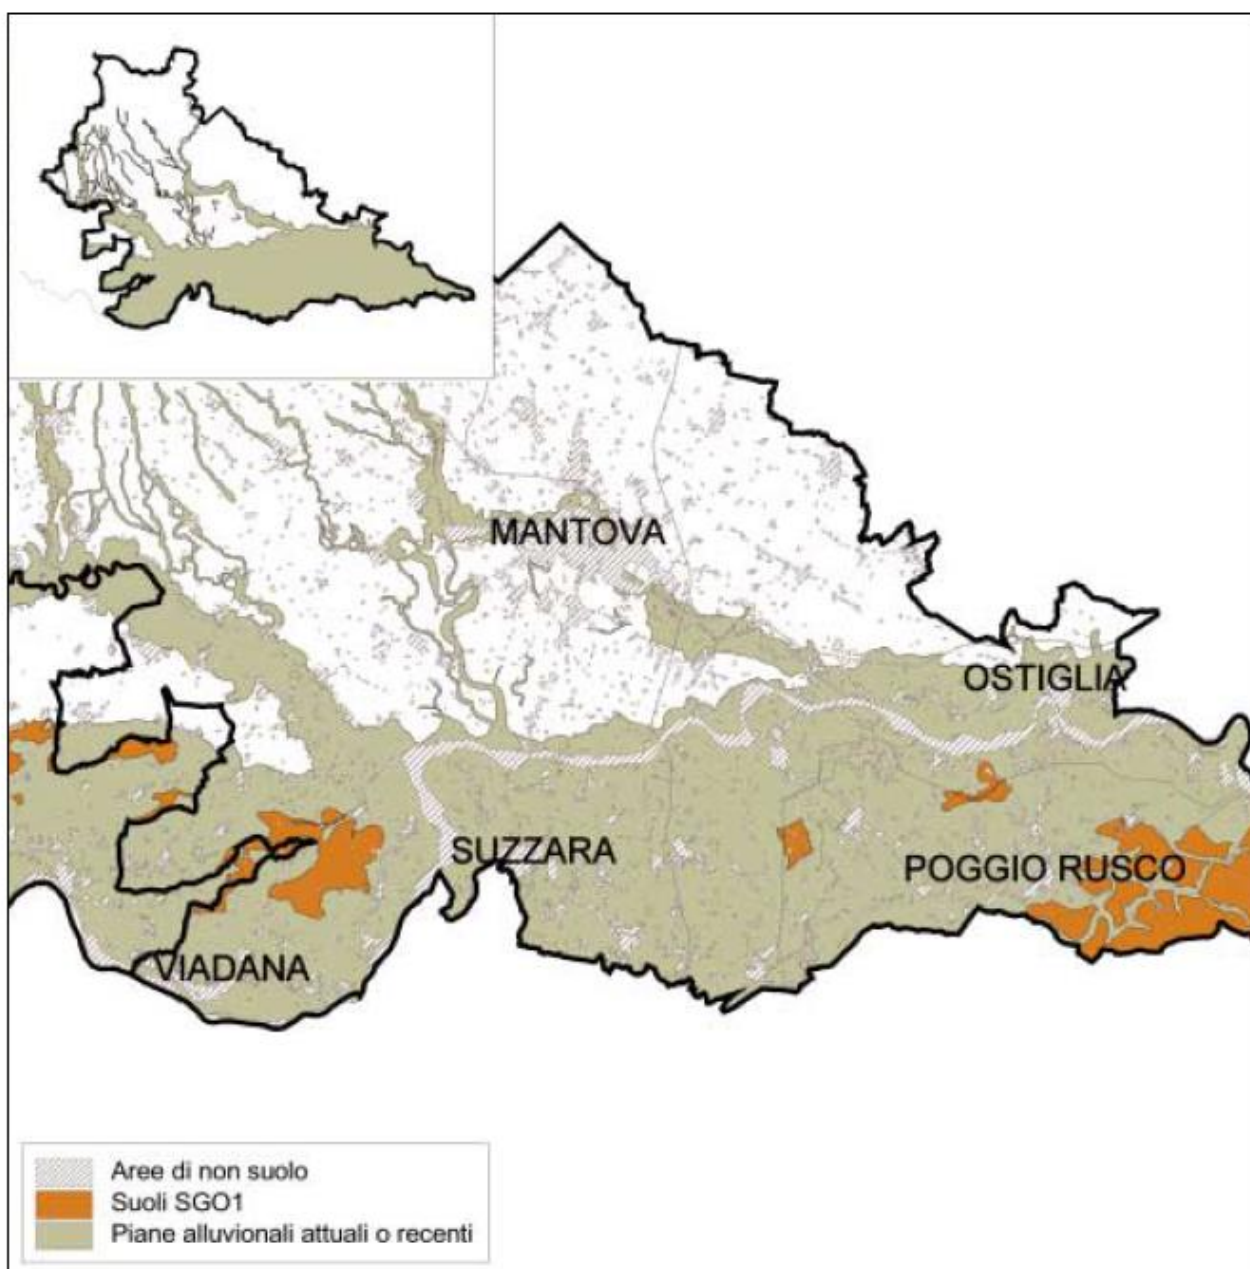 MANTOVA
OSTIGLIA
SUZZARA
POGGIO RUSCO
VIADANA
Aree di non suolo
Suoli SGO1
Piane alluvionali attuali o recenti